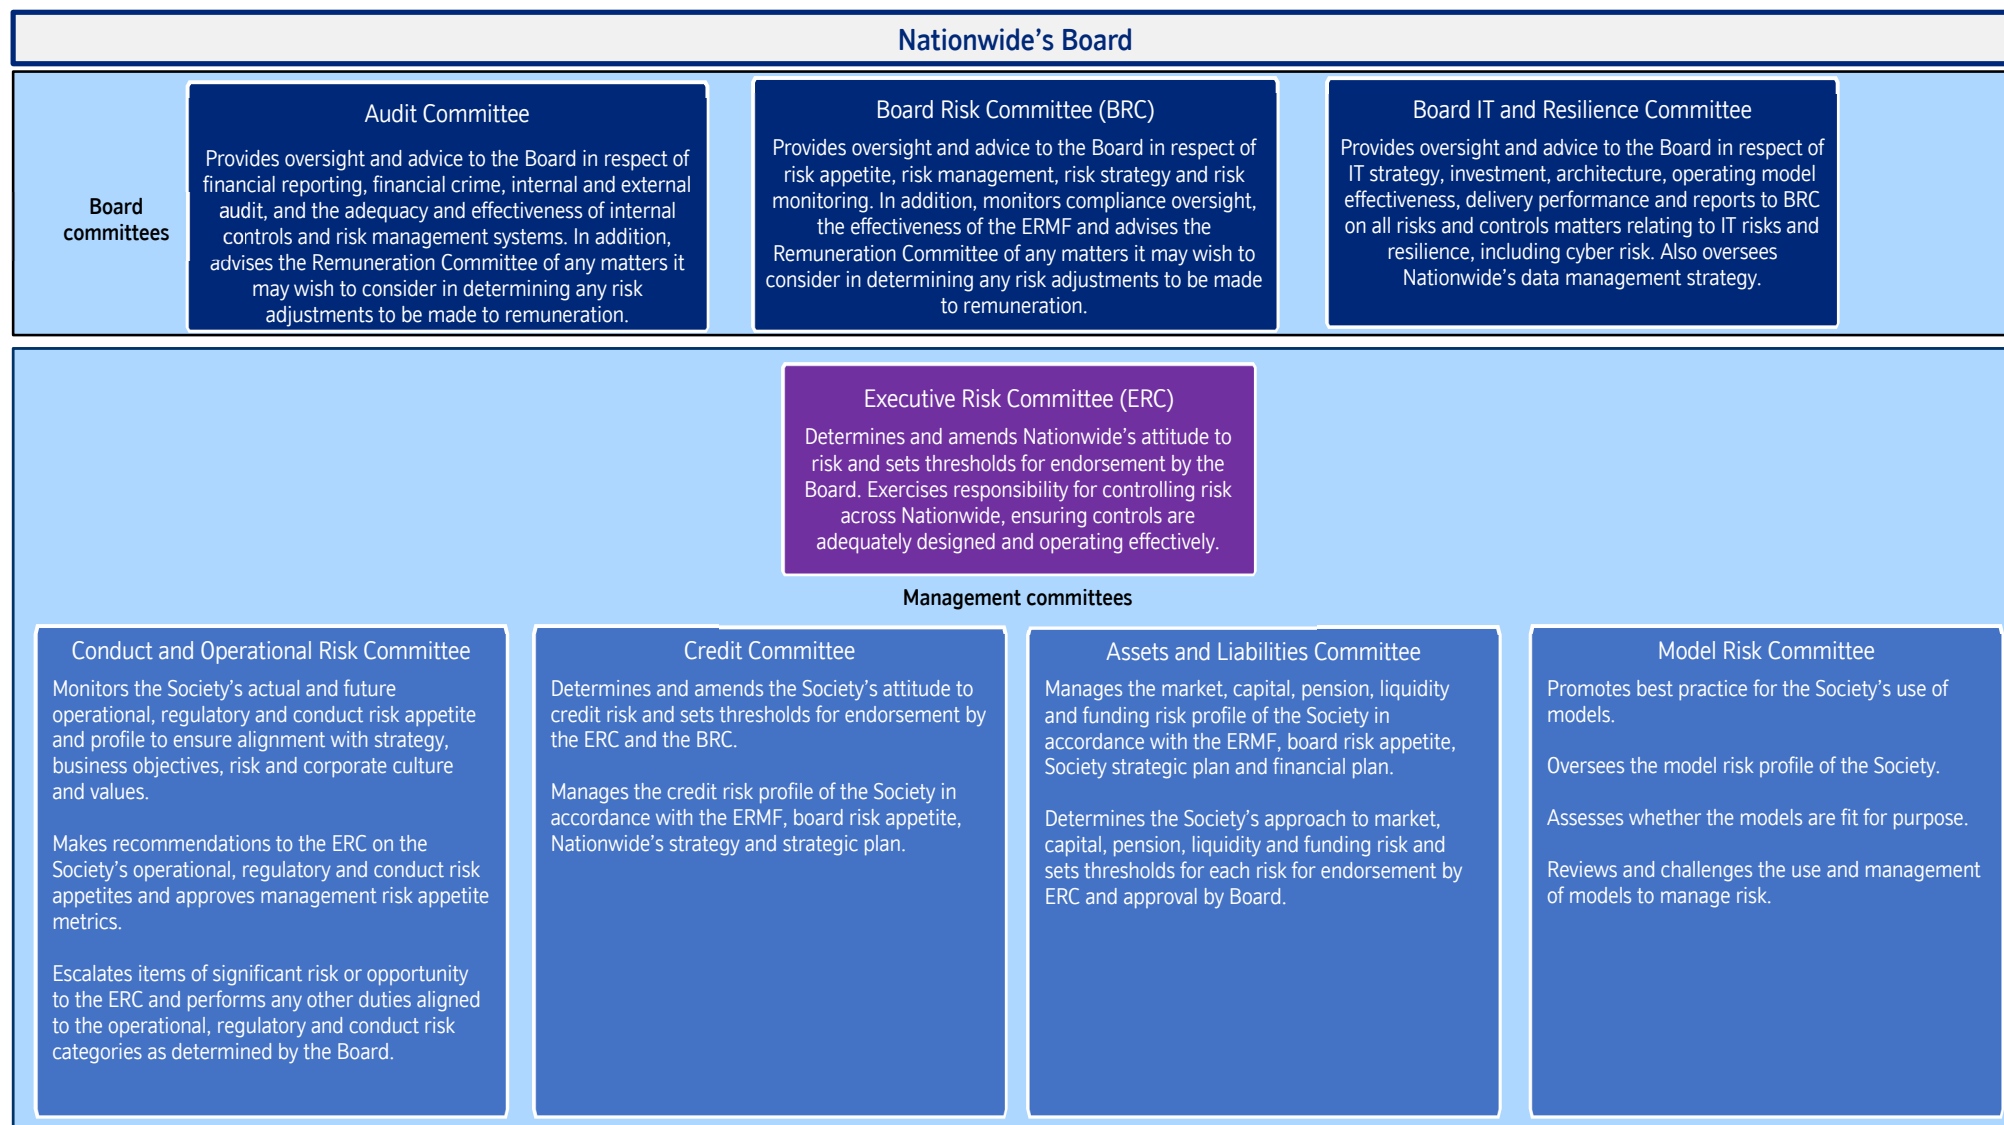 Nationwide's Board
Board
committees
Audit Committee
Provides oversight and advice to the Board in respect of
financial reporting, financial crime, internal and external
audit, and the adequacy and effectiveness of internal
controls and risk management systems. In addition,
advises the Remuneration Committee of any matters it
may wish to consider in determining any risk
adjustments to be made to remuneration.
Board Risk Committee (BRC)
Provides oversight and advice to the Board in respect of
risk appetite, risk management, risk strategy and risk
monitoring. In addition, monitors compliance oversight,
the effectiveness of the ERMF and advises the
Remuneration Committee of any matters it may wish to
consider in determining any risk adjustments to be made
to remuneration.
Board IT and Resilience Committee
Provides oversight and advice to the Board in respect of
IT strategy, investment, architecture, operating model
effectiveness, delivery performance and reports to BRC
on all risks and controls matters relating to IT risks and
resilience, including cyber risk. Also oversees
Nationwide's data management strategy.
Executive Risk Committee (ERC)
Determines and amends Nationwide's attitude to
risk and sets thresholds for endorsement by the
Board. Exercises responsibility for controlling risk
across Nationwide, ensuring controls are
adequately designed and operating effectively.
Management committees
Conduct and Operational Risk Committee
Monitors the Society's actual and future
operational, regulatory and conduct risk appetite
and profile to ensure alignment with strategy,
business objectives, risk and corporate culture
and values.
Makes recommendations to the ERC on the
Society's operational, regulatory and conduct risk
appetites and approves management risk appetite
metrics.
Escalates items of significant risk or opportunity
to the ERC and performs any other duties aligned
to the operational, regulatory and conduct risk
categories as determined by the Board.
Credit Committee
Determines and amends the Society's attitude to
credit risk and sets thresholds for endorsement by
the ERC and the BRC.
Manages the credit risk profile of the Society in
accordance with the ERMF, board risk appetite,
Nationwide's strategy and strategic plan.
Assets and Liabilities Committee
Manages the market, capital, pension, liquidity
and funding risk profile of the Society in
accordance with the ERMF, board risk appetite,
Society strategic plan and financial plan.
Determines the Society's approach to market,
capital, pension, liquidity and funding risk and
sets thresholds for each risk for endorsement by
ERC and approval by Board.
Model Risk Committee
Promotes best practice for the Society's use of
models.
Oversees the model risk profile of the Society.
Assesses whether the models are fit for purpose.
Reviews and challenges the use and management
of models to manage risk.